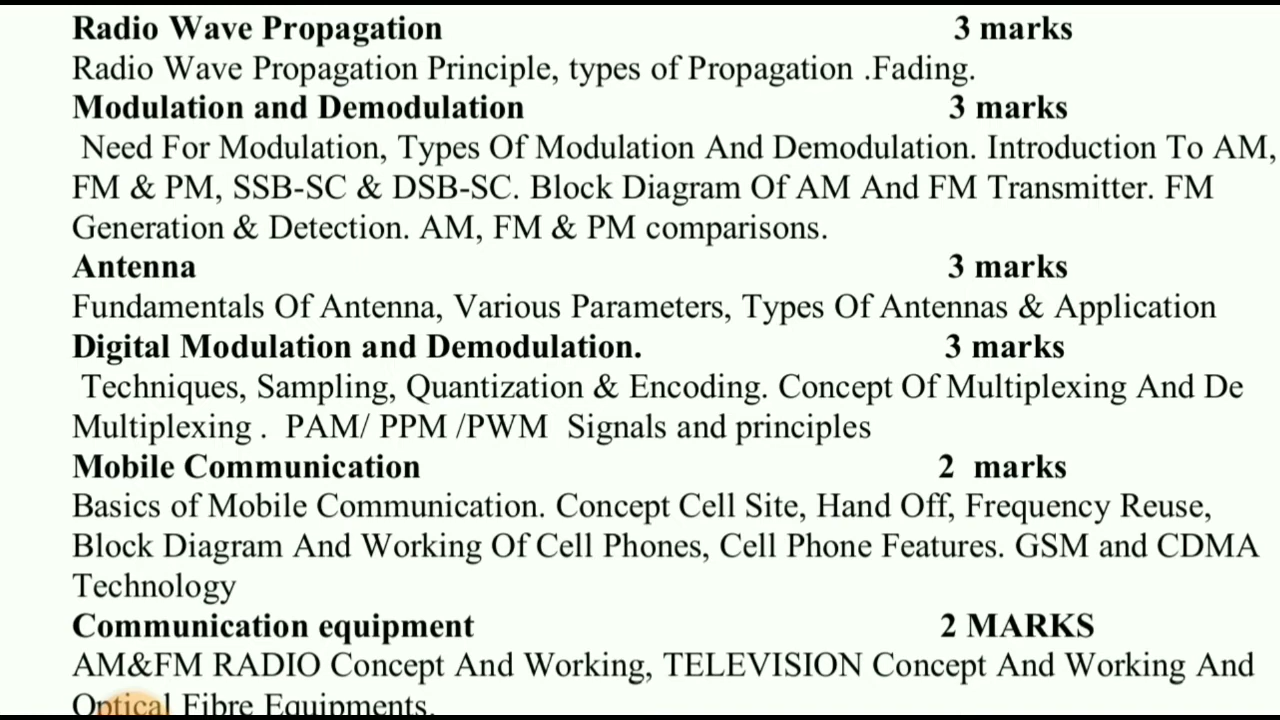 Radio Wave Propagation 3 marks
Radio Wave Propagation Principle, types of Propagation .Fading.
Modulation and Demodulation 3 marks
Need For Modulation, Types Of Modulation And Demodulation. Introduction To AM,
FM & PM, SSB-SC & DSB-SC. Block Diagram Of AM And FM Transmitter. FM
Generation & Detection. AM, FM & PM comparisons.
Antenna 3 marks
Fundamentals Of Antenna, Various Parameters, Types Of Antennas & Application
Digital Modulation and Demodulation. 3 marks
Techniques, Sampling, Quantization & Encoding. Concept Of Multiplexing And De
Multiplexing . PAM/ PPM /PWM Signals and principles
Mobile Communication 2 marks
Basics of Mobile Communication. Concept Cell Site, Hand Off, Frequency Reuse,
Block Diagram And Working Of Cell Phones, Cell Phone Features. GSM and CDMA
Technology
Communication equipment 2 MARKS
AM&FM RADIO Concept And Working, TELEVISION Concept And Working And
Optical Fibre Equipments.